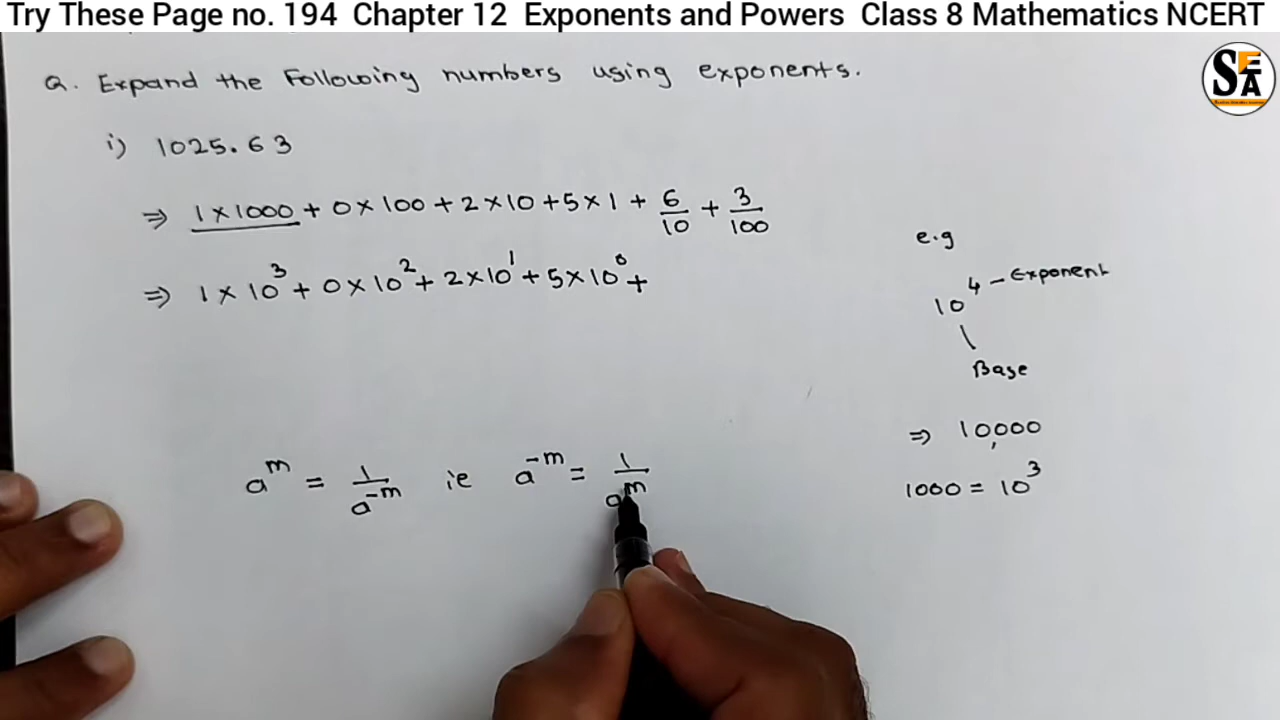 Try These Page no. 194 Chapter 12 Exponents and Powers Class 8 Mathematics NCERT
SEA
Q. Expand the Following numbers using exponents.
i) 1025.63
⇒ 1 × 1000 + 0 × 100 + 2 × 10 + 5 × 1 + 6/10 + 3/100
⇒ 1 × 10³ + 0 × 10² + 2 × 10¹ + 5 × 10⁰ +
aᵐ = 1/a⁻ᵐ ie a⁻ᵐ = 1/aᵐ
e.g
10⁴ – Exponent
Base
⇒ 10,000
1000 = 10³